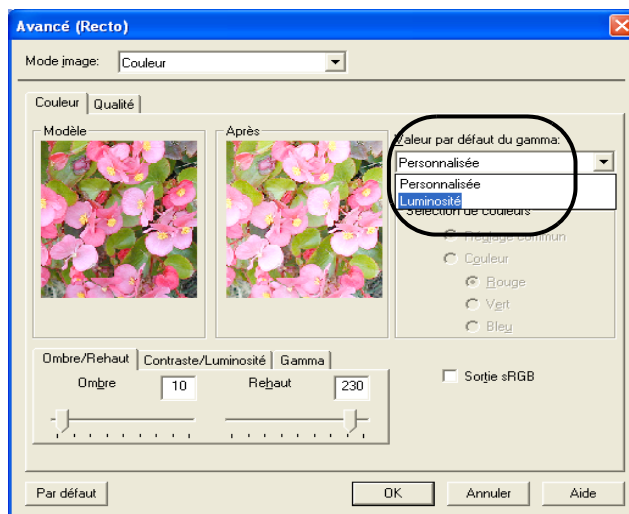 Avancé (Recto)
Mode image: Couleur
Couleur Qualité
Modèle
Après
Valeur par défaut du gamma:
Personnalisée
Personnalisée
Luminosité
Sélection de couleurs
Réglage commun
Couleur
Rouge
Vert
Bleu
Ombre/Rehaut Contraste/Luminosité Gamma
Ombre 10 Rehaut 230
Sortie sRGB
Par défaut OK Annuler Aide